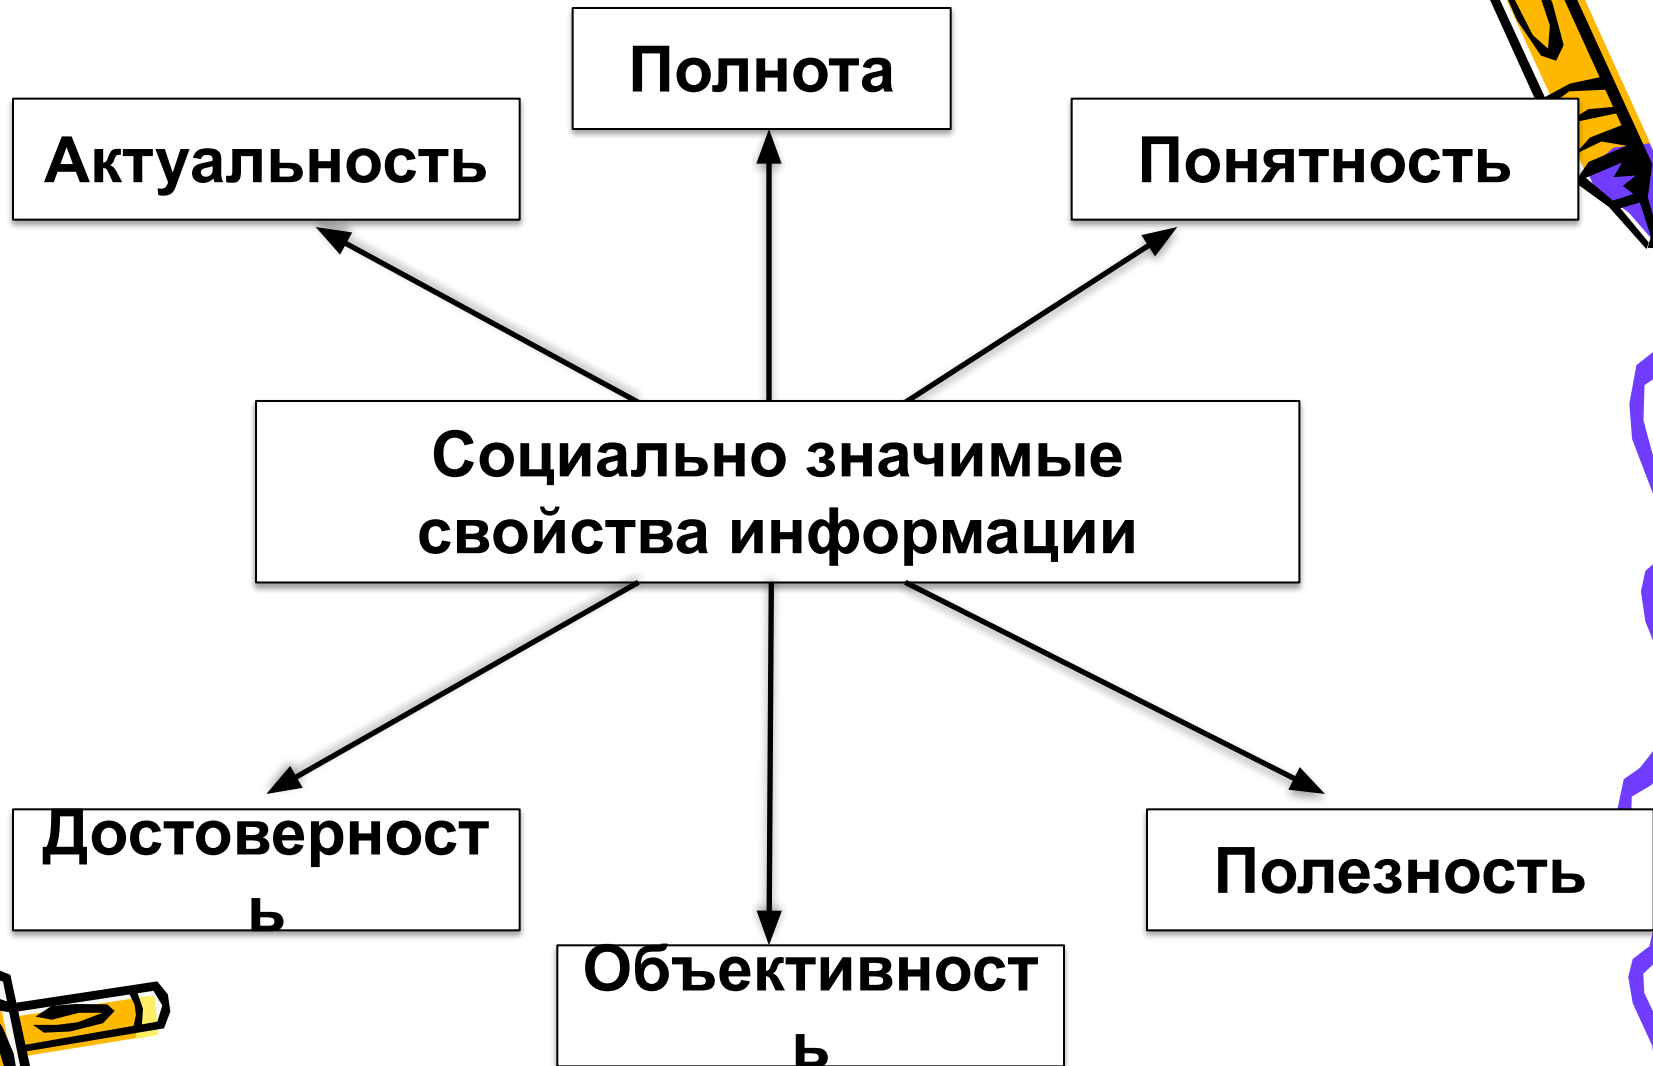 Полнота
Актуальность
Понятность
Социально значимые
свойства информации
Достоверност
ь
Полезность
Объективност
ь